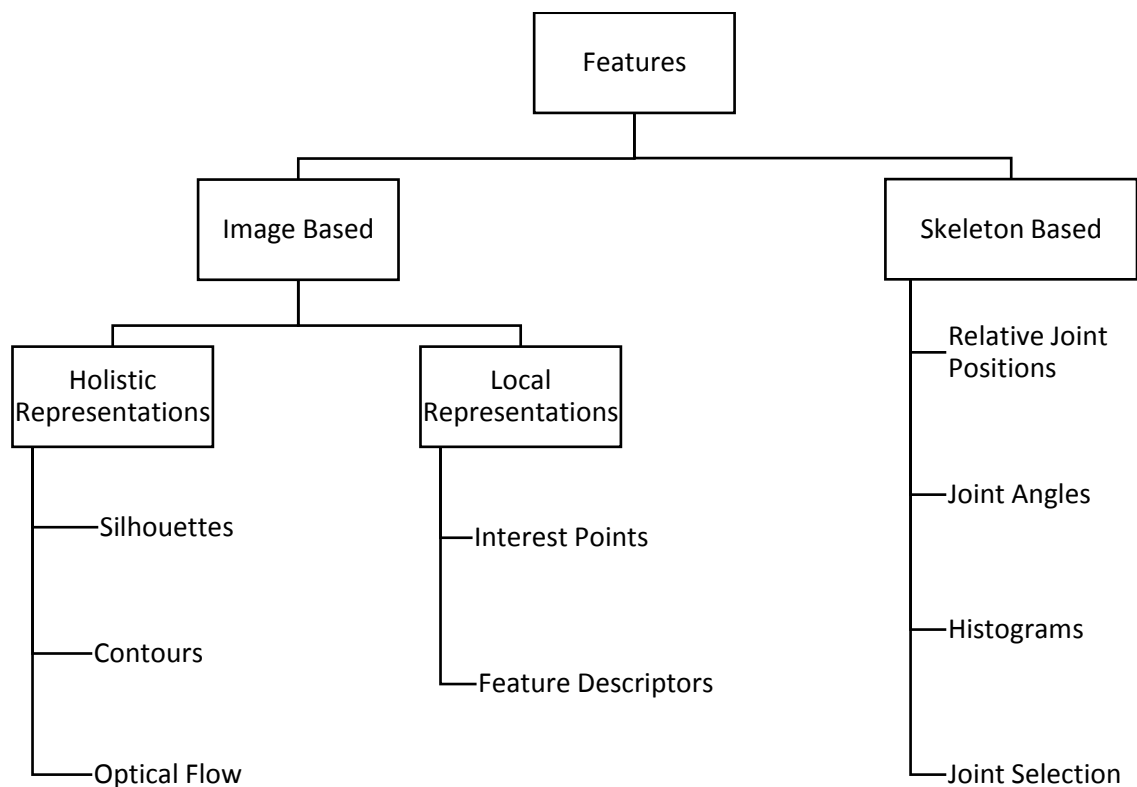 Features
Image Based
Skeleton Based
Holistic
Representations
Local
Representations
Relative Joint
Positions
Silhouettes
Interest Points
Joint Angles
Contours
Feature Descriptors
Histograms
Optical Flow
Joint Selection